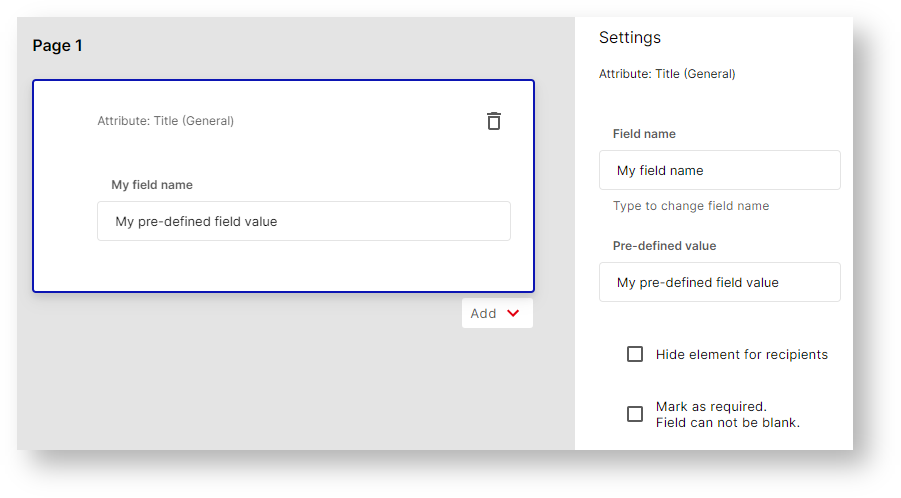 Page 1
Attribute: Title (General)
My field name
My pre-defined field value
Add
Settings
Attribute: Title (General)
Field name
My field name
Type to change field name
Pre-defined value
My pre-defined field value
Hide element for recipients
Mark as required.
Field can not be blank.